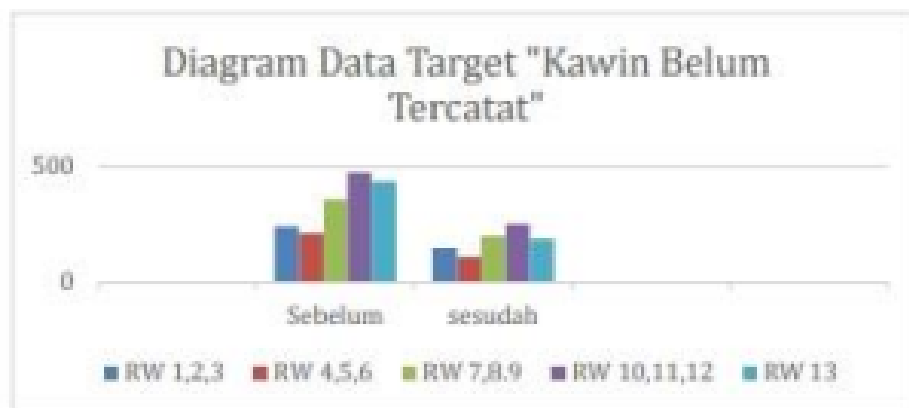 Diagram Data Target "Kawin Belum
Tercatat"
500
0
Sebelum sesudah
RW 1,2,3 RW 4,5,6 RW 7,8,9 RW 10,11,12 RW 13